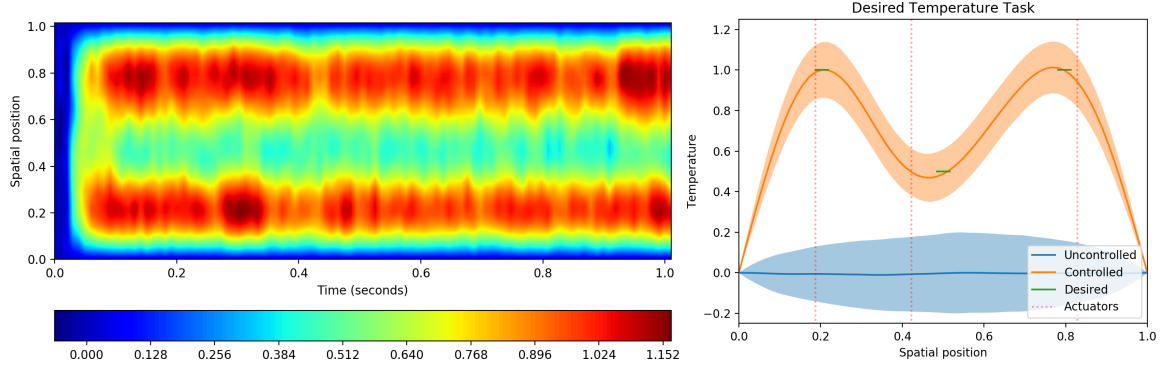 1.0
0.8
0.6
0.4
0.2
0.0
Spatial position
0.0 0.2 0.4 0.6 0.8 1.0
Time (seconds)
0.000 0.128 0.256 0.384 0.512 0.640 0.768 0.896 1.024 1.152
Desired Temperature Task
1.2
1.0
0.8
0.6
0.4
0.2
0.0
−0.2
Temperature
Uncontrolled
Controlled
Desired
Actuators
0.0 0.2 0.4 0.6 0.8 1.0
Spatial position